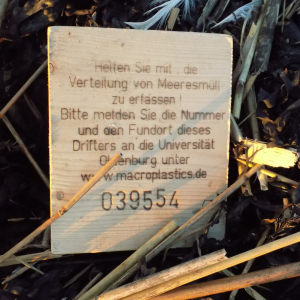 Helfen Sie mit, die
Verteilung von Meeresmüll
zu erfassen!
Bitte melden Sie die Nummer
und den Fundort dieses
Drifters an die Universität
Oldenburg unter
www.macroplastics.de
039554